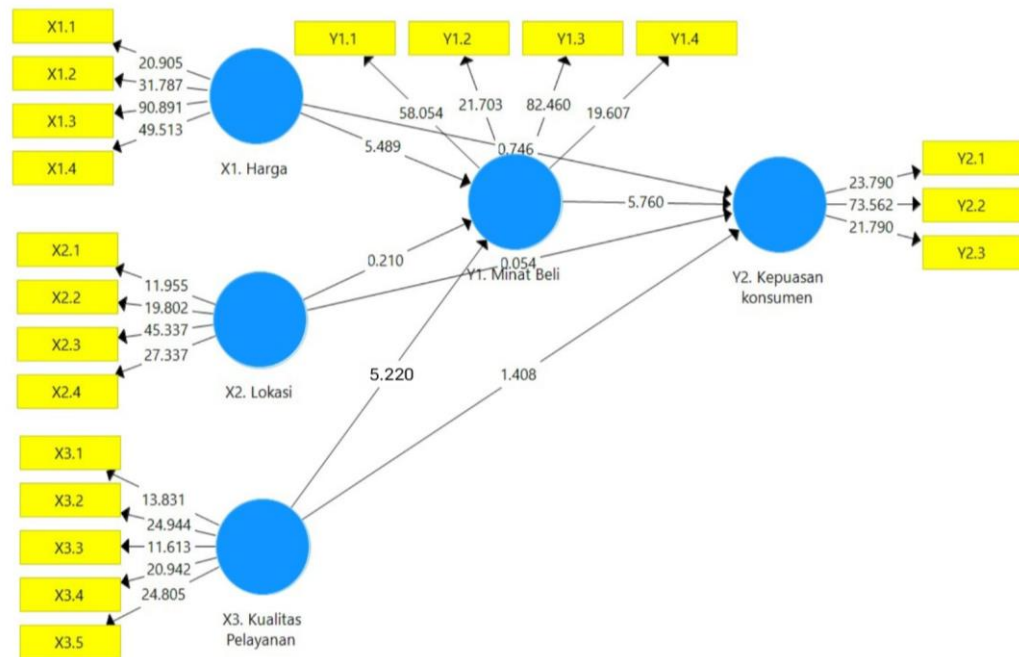 X1.1
X1.2
X1.3
X1.4
20.905
31.787
90.891
49.513
X1. Harga
Y1.1
Y1.2
Y1.3
Y1.4
58.054
21.703
82.460
19.607
5.489
0.746
5.760
Y1. Minat Beli
X2.1
X2.2
X2.3
X2.4
11.955
19.802
45.337
27.337
X2. Lokasi
0.210
0.054
Y2.1
Y2.2
Y2.3
23.790
73.562
21.790
Y2. Kepuasan
konsumen
5.220
1.408
X3.1
X3.2
X3.3
X3.4
X3.5
13.831
24.944
11.613
20.942
24.805
X3. Kualitas
Pelayanan